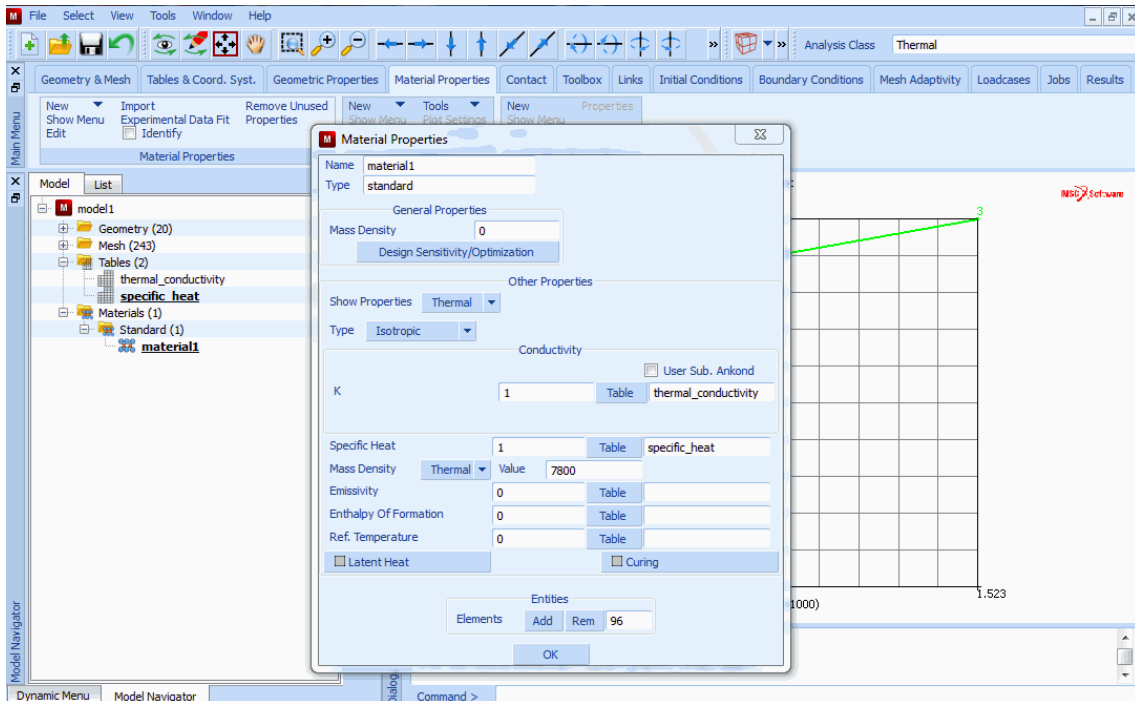 M File Select View Tools Window Help
» » Analysis Class Thermal
Geometry & Mesh Tables & Coord. Syst. Geometric Properties Material Properties Contact Toolbox Links Initial Conditions Boundary Conditions Mesh Adaptivity Loadcases Jobs Results
Main Menu
New Import Remove Unused New Tools New Properties
Show Menu Experimental Data Fit Properties Show Menu Plot Settings Show Menu
Edit Identify
Material Properties
M Material Properties
Name material1
Type standard
General Properties
Mass Density 0
Design Sensitivity/Optimization
Other Properties
Show Properties Thermal
Type Isotropic
Conductivity
User Sub. Ankond
K 1 Table thermal_conductivity
Specific Heat 1 Table specific_heat
Mass Density Thermal Value 7800
Emissivity 0 Table
Enthalpy Of Formation 0 Table
Ref. Temperature 0 Table
Latent Heat Curing
Entities
Elements Add Rem 96
OK
Model List
M model1
Geometry (20)
Mesh (243)
Tables (2)
thermal_conductivity
specific_heat
Materials (1)
Standard (1)
material1
Model Navigator
MSC Software
3
1.523
1000)
Dialog
Dynamic Menu Model Navigator Command >